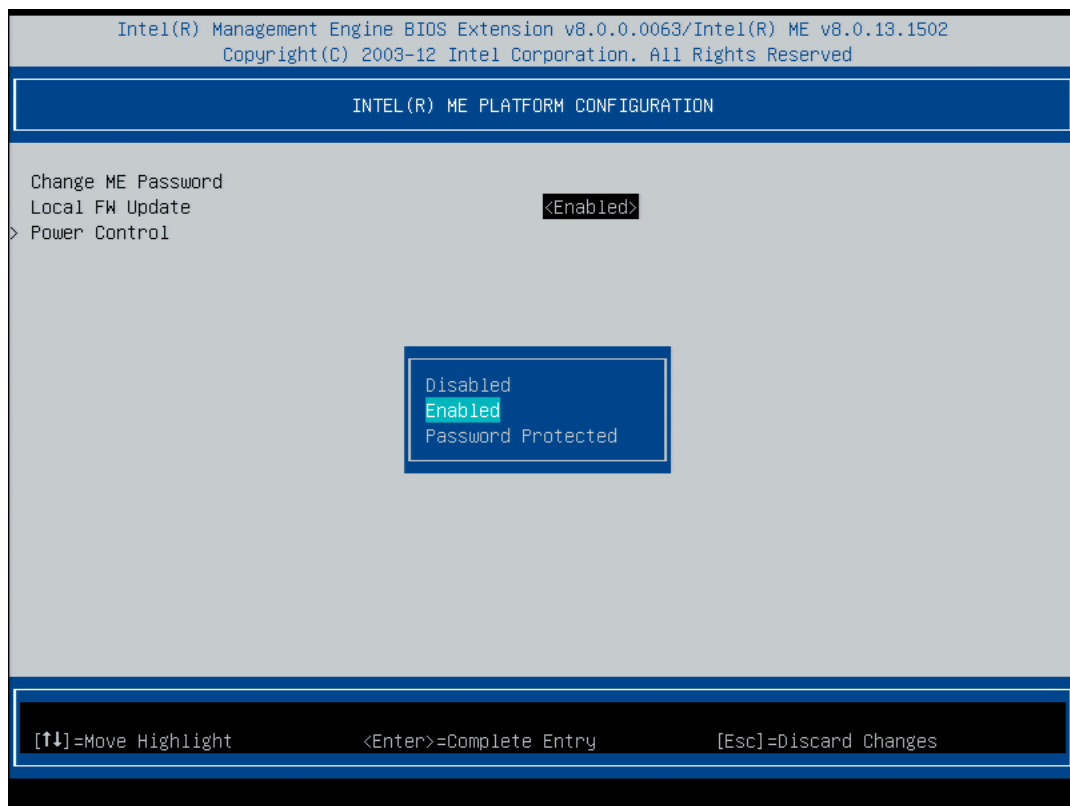 Intel(R) Management Engine BIOS Extension v8.0.0.0063/Intel(R) ME v8.0.13.1502
Copyright(C) 2003-12 Intel Corporation. All Rights Reserved
INTEL(R) ME PLATFORM CONFIGURATION
Change ME Password
Local FW Update <Enabled>
> Power Control
Disabled
Enabled
Password Protected
[↑↓]=Move Highlight <Enter>=Complete Entry [Esc]=Discard Changes